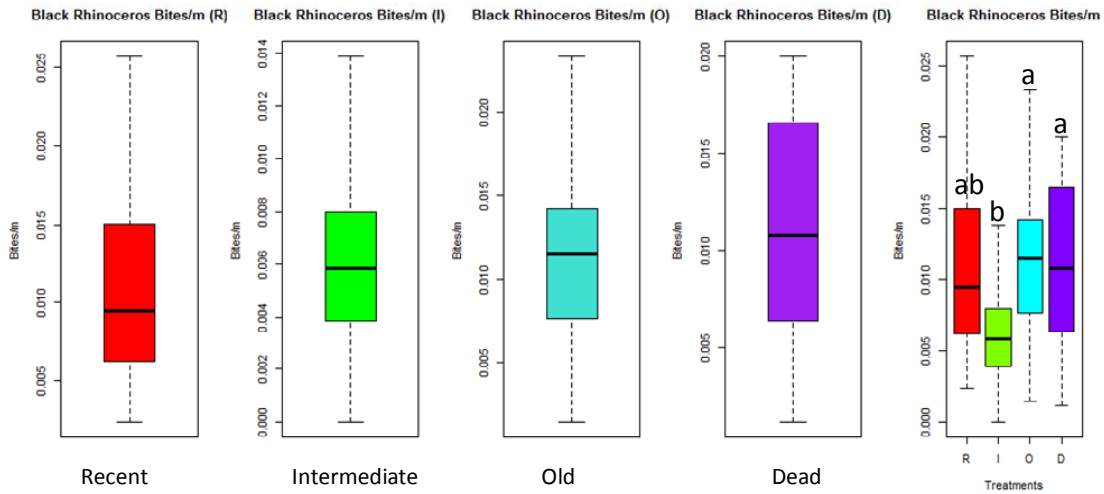 Black Rhinoceros Bites/m (R)
Black Rhinoceros Bites/m (I)
Black Rhinoceros Bites/m (O)
Black Rhinoceros Bites/m (D)
Black Rhinoceros Bites/m
Bites/m
0.025
0.020
0.015
0.010
0.005
Recent
Bites/m
0.014
0.012
0.010
0.008
0.006
0.004
0.002
0.000
Intermediate
Bites/m
0.020
0.015
0.010
0.005
Old
Bites/m
0.020
0.015
0.010
0.005
Dead
Bites/m
0.025
0.020
0.015
0.010
0.005
0.000
ab
b
a
a
R I O D
Treatments